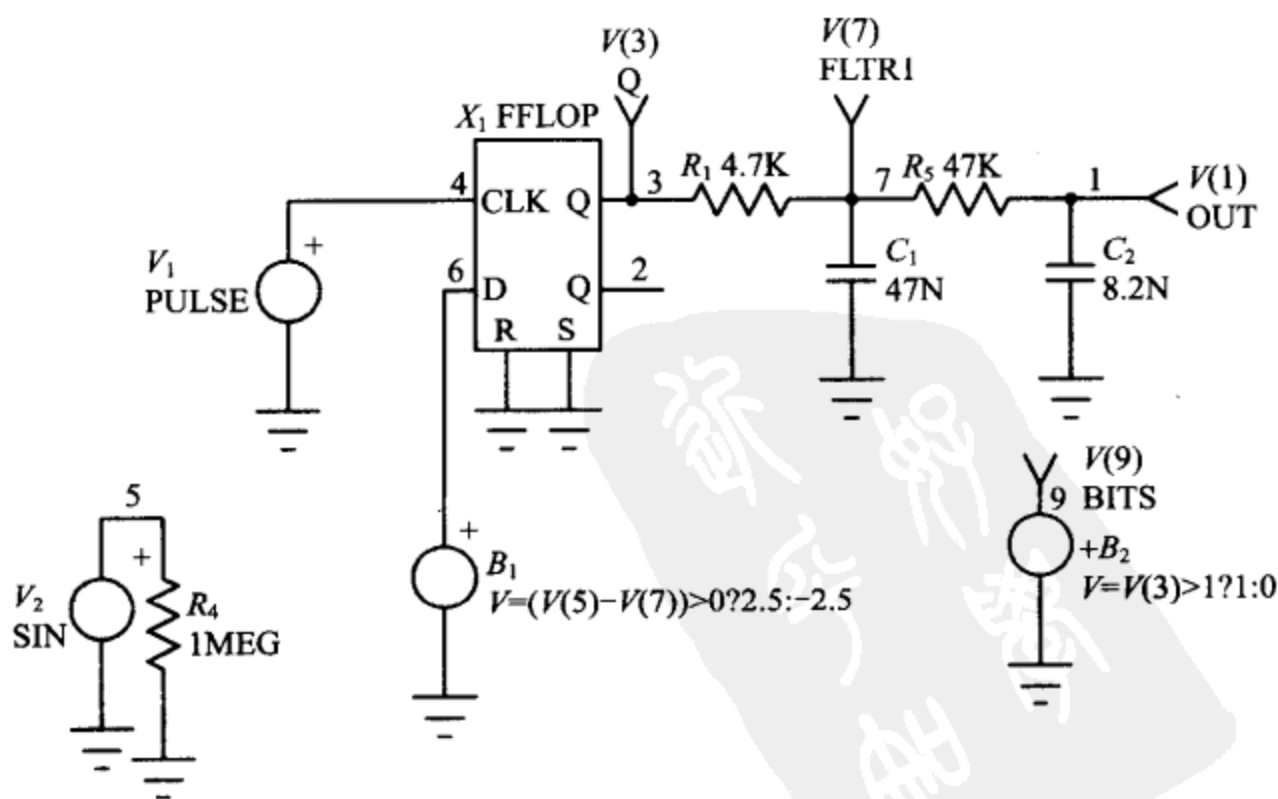 V(3)
Q
V(7)
FLTR1
X1 FFLOP
R1 4.7K
R5 47K
V(1)
OUT
4
CLK
Q
3
7
1
V1
PULSE
+
6
D
Q
2
C1
47N
C2
8.2N
R
S
V(9)
BITS
9
5
+
V2
SIN
R4
1MEG
+
B1
V=(V(5)−V(7))>0?2.5:−2.5
+B2
V=V(3)>1?1:0